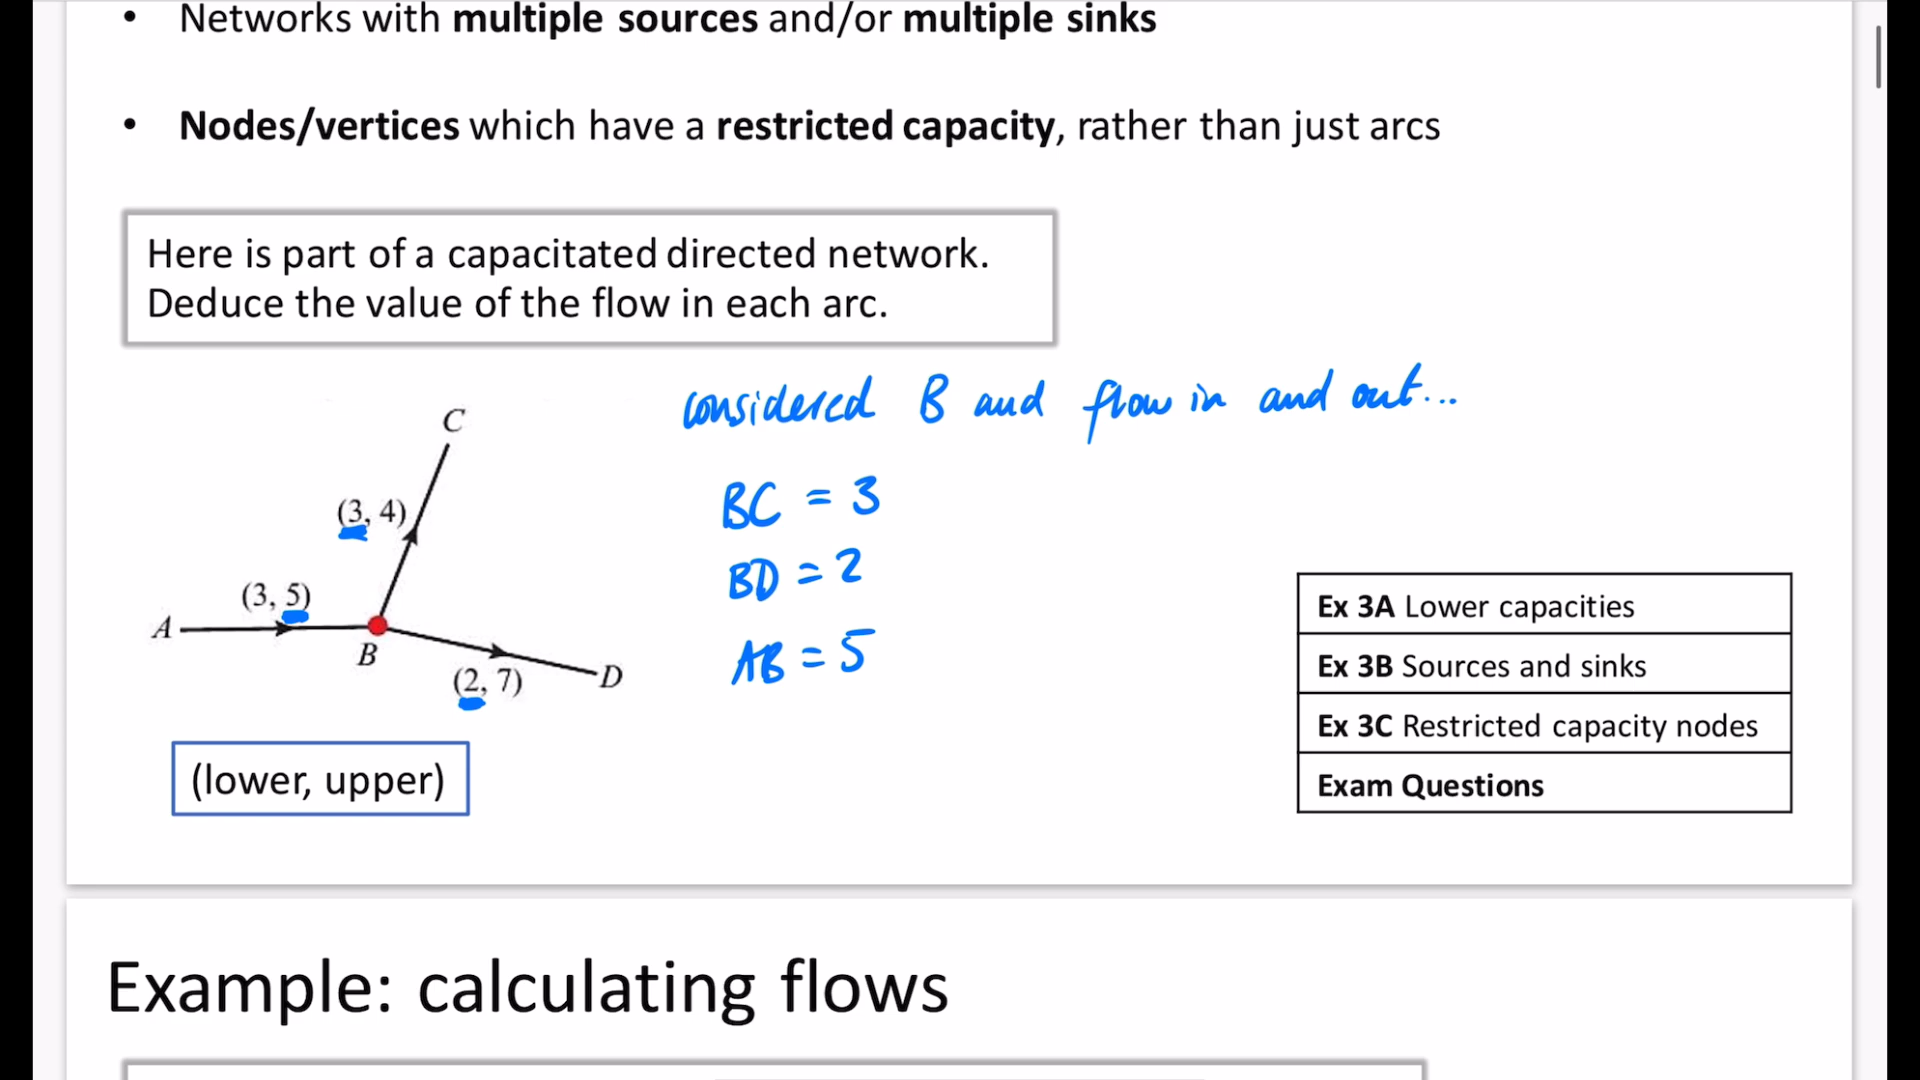 • Networks with multiple sources and/or multiple sinks
• Nodes/vertices which have a restricted capacity, rather than just arcs
Here is part of a capacitated directed network.
Deduce the value of the flow in each arc.
considered B and flow in and out...
C
(3, 4)
(3, 5)
A
B
(2, 7)
D
BC = 3
BD = 2
AB = 5
(lower, upper)
Ex 3A Lower capacities
Ex 3B Sources and sinks
Ex 3C Restricted capacity nodes
Exam Questions
Example: calculating flows